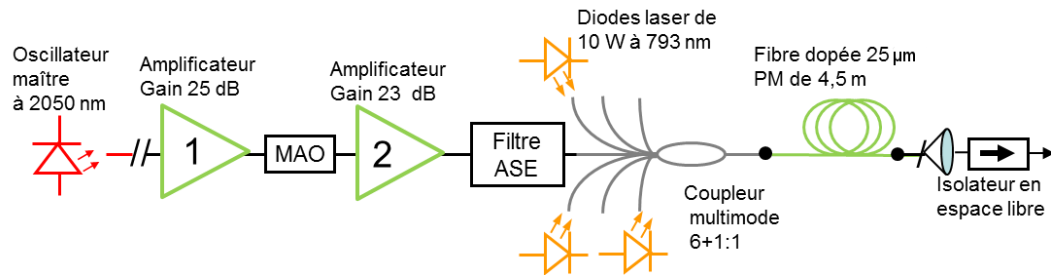 Oscillateur
maître
à 2050 nm
Amplificateur
Gain 25 dB
1
MAO
Amplificateur
Gain 23 dB
2
Filtre
ASE
Diodes laser de
10 W à 793 nm
Coupleur
multimode
6+1:1
Fibre dopée 25 µm
PM de 4,5 m
Isolateur en
espace libre